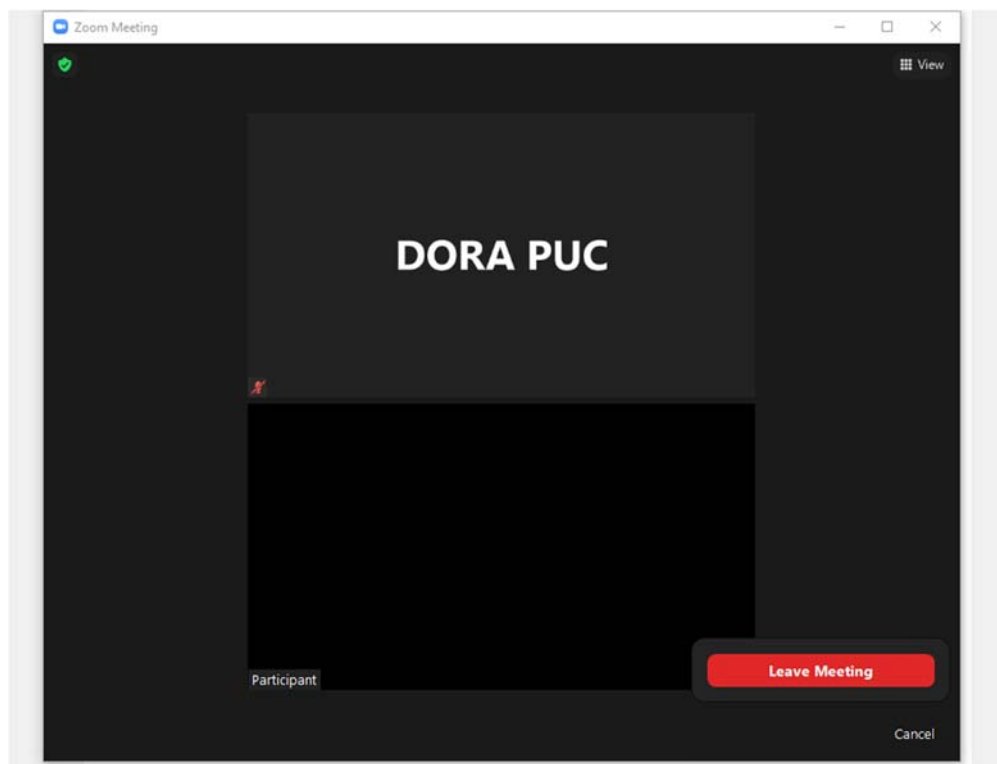 Zoom Meeting
View
DORA PUC
Participant
Leave Meeting
Cancel